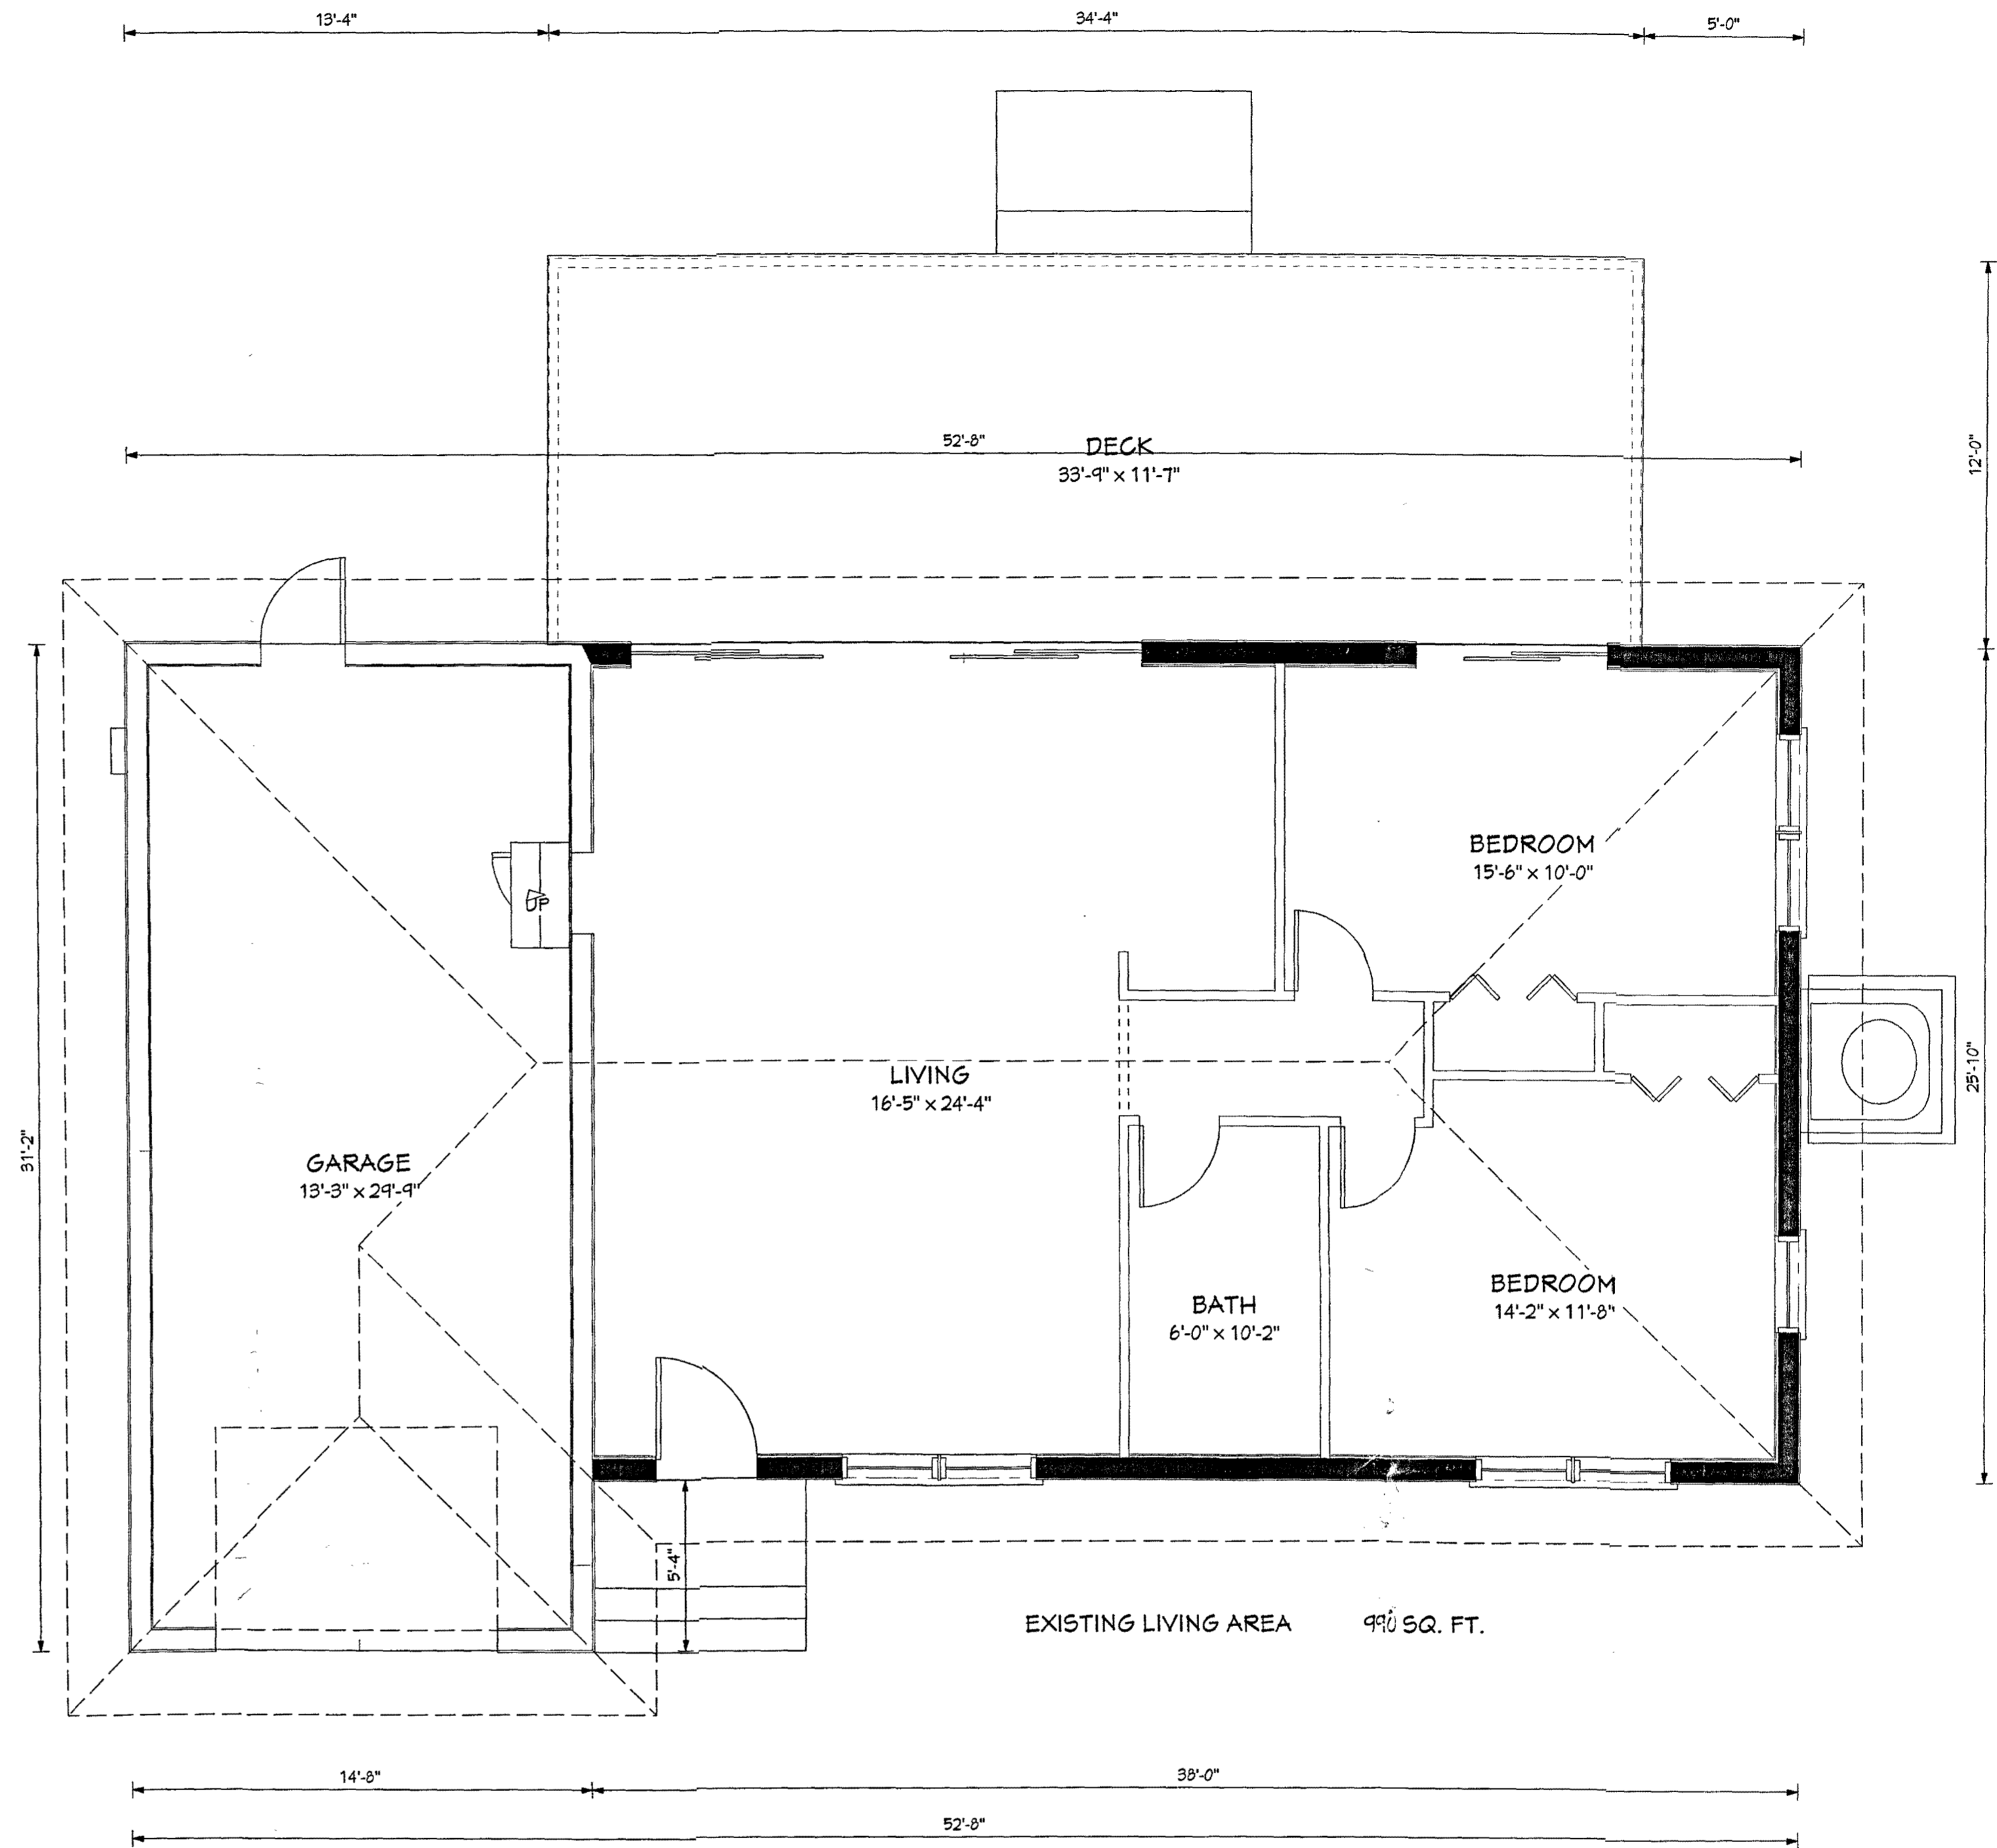 13'-4" 34'-4" 5'-0"
52'-8"
DECK
33'-9" x 11'-7"
12'-0"
BEDROOM
15'-6" x 10'-0"
UP
LIVING
16'-5" x 24'-4"
25'-10"
31'-2"
GARAGE
13'-3" x 29'-9"
BEDROOM
14'-2" x 11'-8"
BATH
6'-0" x 10'-2"
5'-4"
EXISTING LIVING AREA 990 SQ. FT.
14'-8" 38'-0"
52'-8"